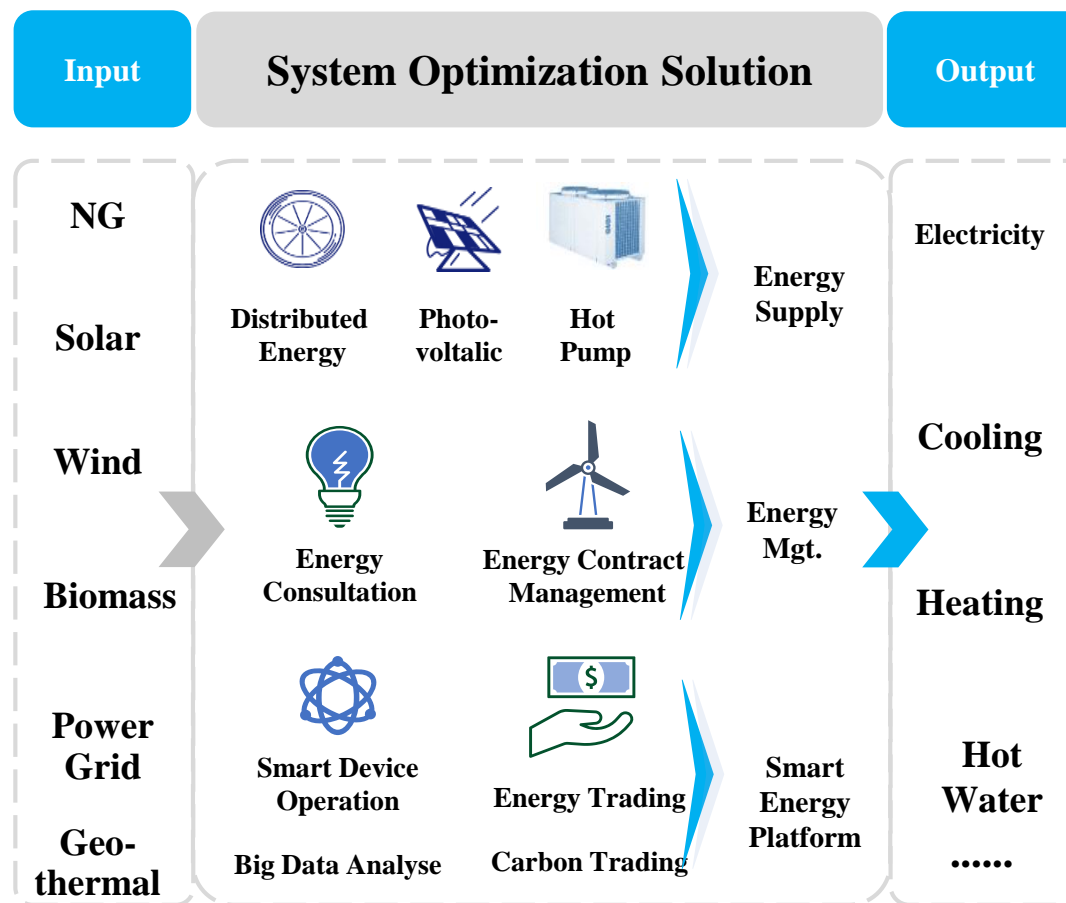 Input
System Optimization Solution
Output
NG
Solar
Wind
Biomass
Power
Grid
Geo-
thermal
Distributed
Energy
Photo-
voltalic
Hot
Pump
Energy
Supply
Energy
Consultation
Energy Contract
Management
Energy
Mgt.
$
Smart Device
Operation
Big Data Analyse
Energy Trading
Carbon Trading
Smart
Energy
Platform
Electricity
Cooling
Heating
Hot
Water
......